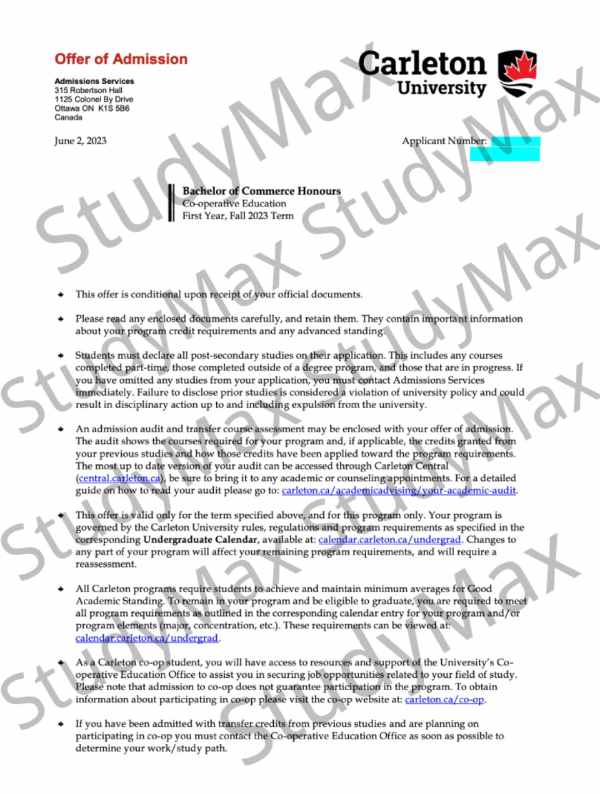 Offer of Admission
Carleton
University
Admissions Services
315 Robertson Hall
1125 Colonel By Drive
Ottawa ON K1S 5B6
Canada
June 2, 2023
Applicant Number:
Bachelor of Commerce Honours
Co-operative Education
First Year, Fall 2023 Term
This offer is conditional upon receipt of your official documents.
Please read any enclosed documents carefully, and retain them. They contain important information
about your program credit requirements and any advanced standing.
Students must declare all post-secondary studies on their application. This includes any courses
completed part-time, those completed outside of a degree program, and those that are in progress. If
you have omitted any studies from your application, you must contact Admissions Services
immediately. Failure to disclose prior studies is considered a violation of university policy and could
result in disciplinary action up to and including expulsion from the university.
An admission audit and transfer course assessment may be enclosed with your offer of admission.
The audit shows the courses required for your program and, if applicable, the credits granted from
your previous studies and how those credits have been applied toward the program requirements.
The most up to date version of your audit can be accessed through Carleton Central
(central.carleton.ca), be sure to bring it to any academic or counseling appointments. For a detailed
guide on how to read your audit please go to: carleton.ca/academicadvising/your-academic-audit.
This offer is valid only for the term specified above, and for this program only. Your program is
governed by the Carleton University rules, regulations and program requirements as specified in the
corresponding Undergraduate Calendar, available at: calendar.carleton.ca/undergrad. Changes to
any part of your program will affect your remaining program requirements, and will require a
reassessment.
All Carleton programs require students to achieve and maintain minimum averages for Good
Academic Standing. To remain in your program and be eligible to graduate, you are required to meet
all program requirements as outlined in the corresponding calendar entry for your program and/or
program elements (major, concentration, etc.). These requirements can be viewed at:
calendar.carleton.ca/undergrad.
As a Carleton co-op student, you will have access to resources and support of the University's Co-
operative Education Office to assist you in securing job opportunities related to your field of study.
Please note that admission to co-op does not guarantee participation in the program. To obtain
information about participating in co-op please visit the co-op website at: carleton.ca/co-op.
If you have been admitted with transfer credits from previous studies and are planning on
participating in co-op you must contact the Co-operative Education Office as soon as possible to
determine your work/study path.
StudyMax
StudyMax
StudyMax
StudyMax
StudyMax
StudyMax
StudyMax
StudyMax